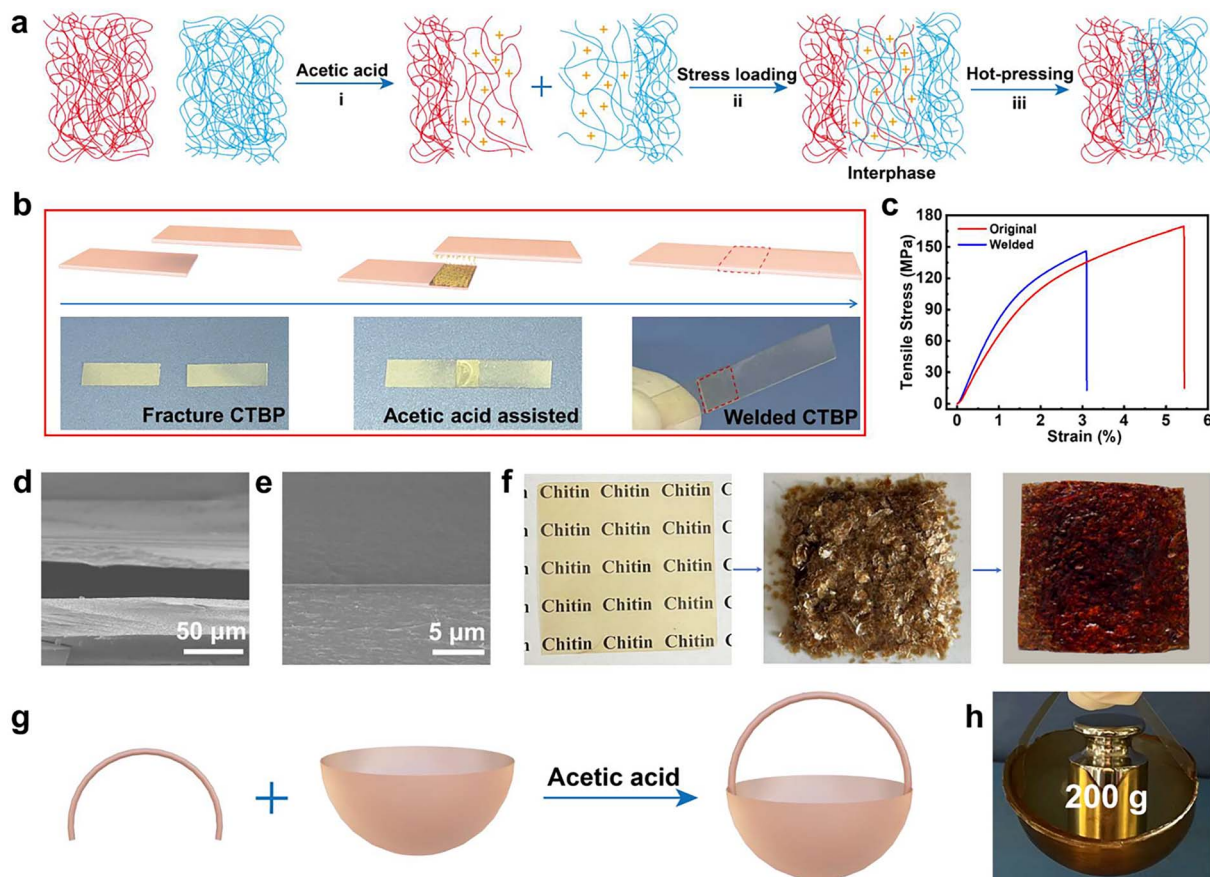 a
Acetic acid
i
+
Stress loading
ii
Hot-pressing
iii
Interphase
b
Fracture CTBP
Acetic acid assisted
Welded CTBP
c
Original
Welded
Tensile Stress (MPa)
180
150
120
90
60
30
0
0 1 2 3 4 5 6
Strain (%)
d
50 µm
e
5 µm
f
n Chitin Chitin Chitin C
n Chitin Chitin Chitin C
n Chitin Chitin Chitin C
n Chitin Chitin Chitin C
n Chitin Chitin Chitin C
g
+
Acetic acid
h
200 g